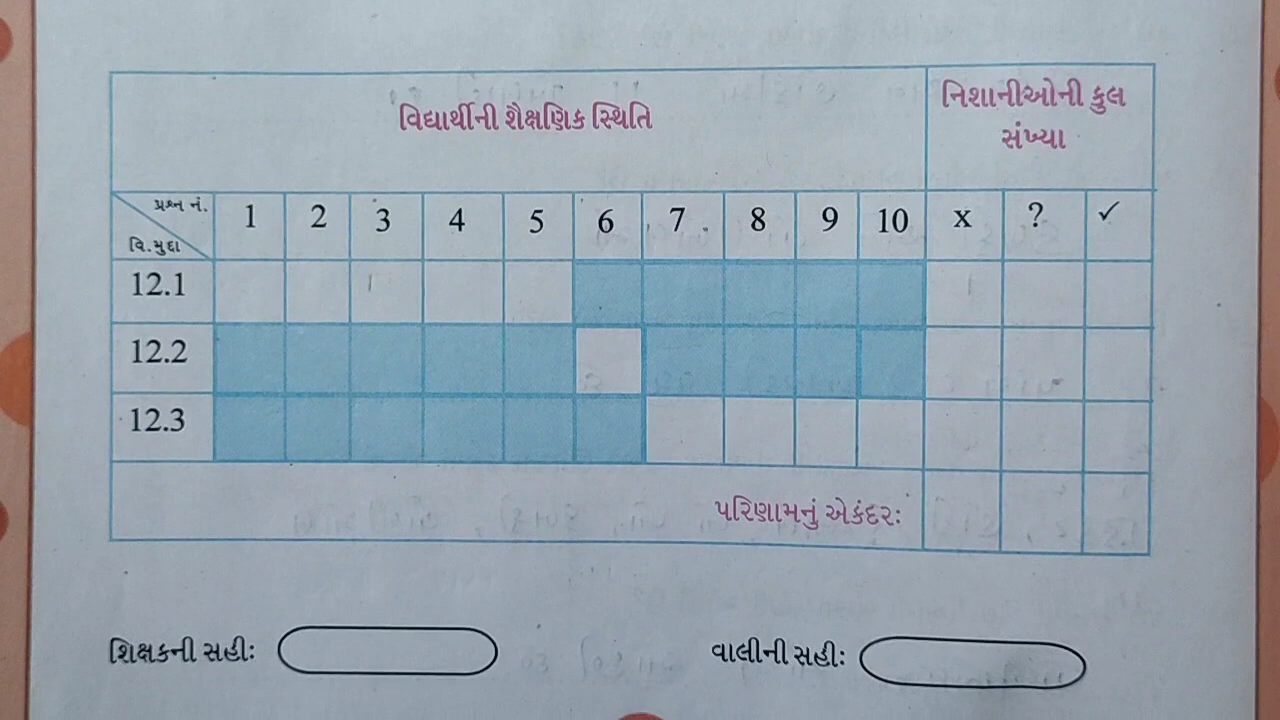 વિદ્યાર્થીની શૈક્ષણિક સ્થિતિ
નિશાનીઓની કુલ
સંખ્યા
પ્રશ્ન નં.
વિ.મુદ્દા
1 2 3 4 5 6 7 8 9 10 x ? ✓
12.1
12.2
12.3
પરિણામનું એકંદરઃ
શિક્ષકની સહીઃ
વાલીની સહીઃ